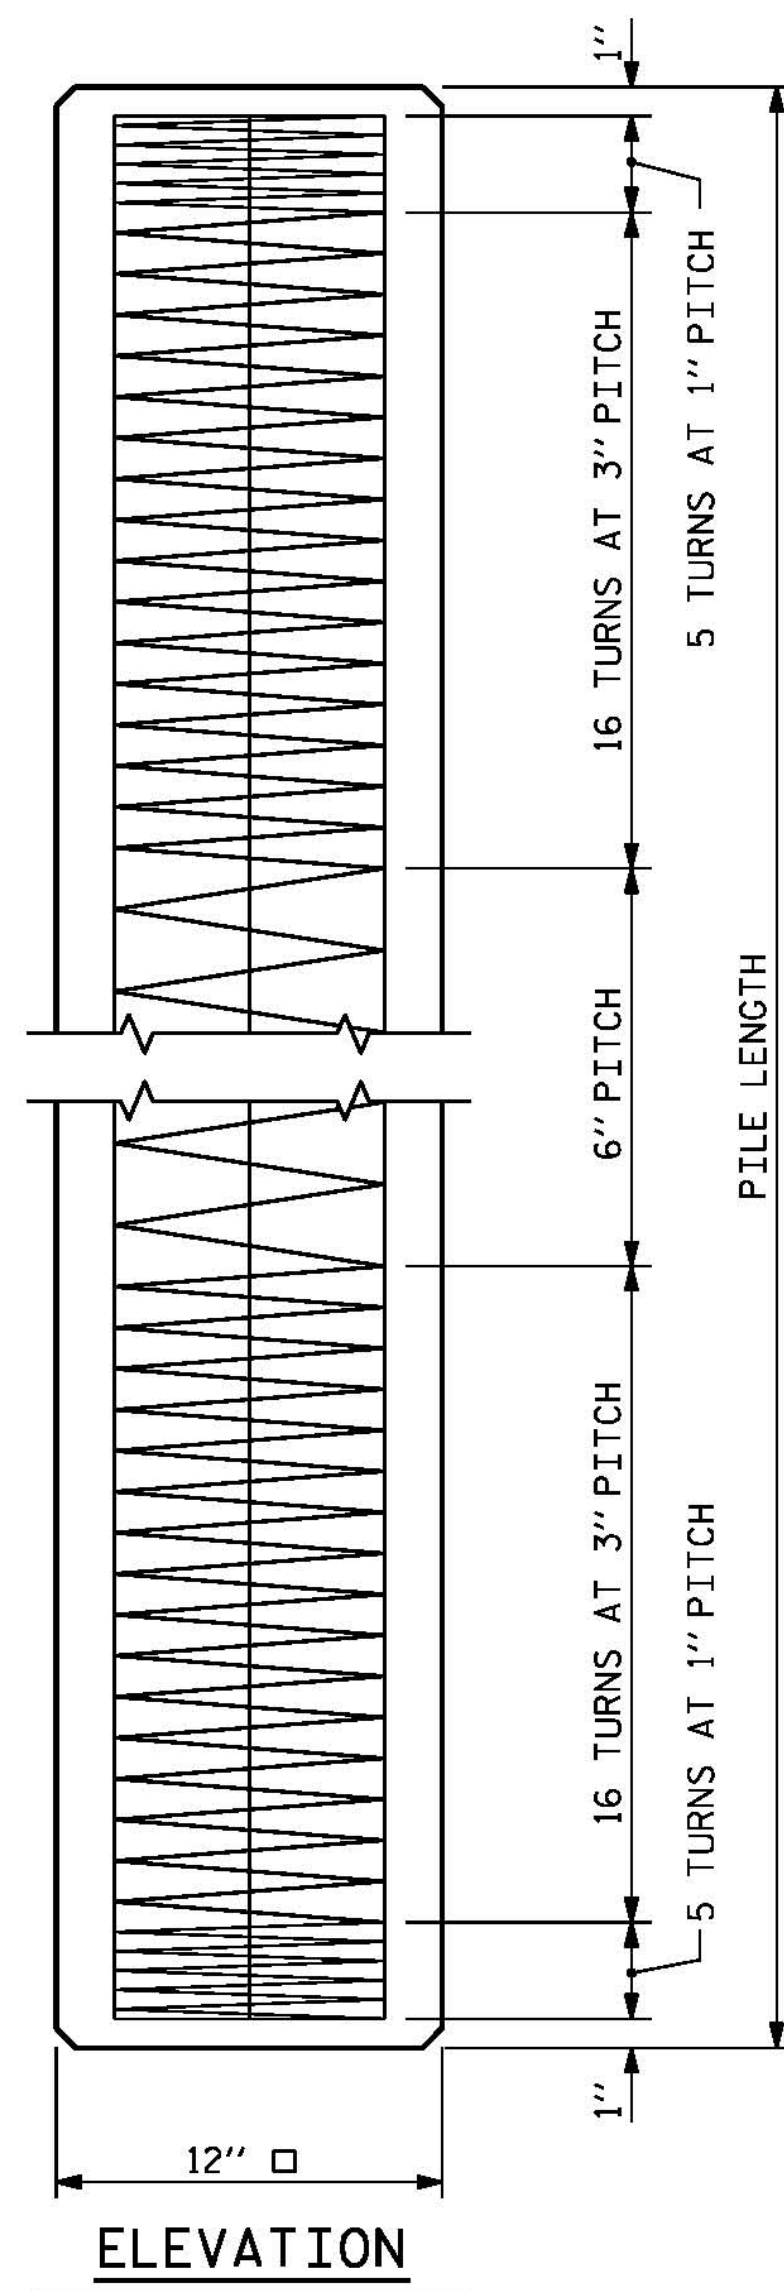 1"
5 TURNS AT 1" PITCH
16 TURNS AT 3" PITCH
6" PITCH
PILE LENGTH
16 TURNS AT 3" PITCH
5 TURNS AT 1" PITCH
1"
12" □
ELEVATION